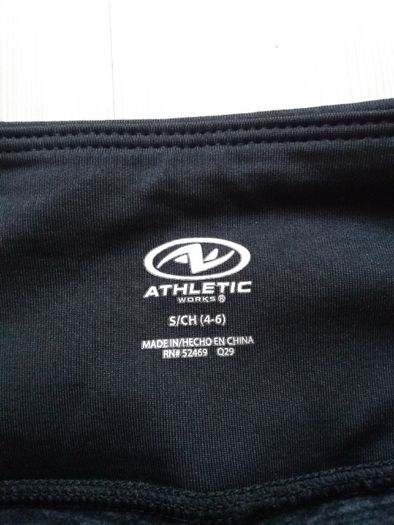 ATHLETIC
WORKS®
S/CH (4-6)
MADE IN/HECHO EN CHINA
RN# 52469 Q29